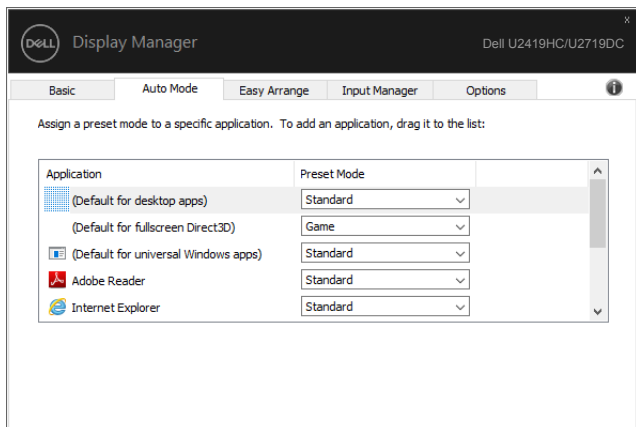 x
DELL Display Manager Dell U2419HC/U2719DC
Basic Auto Mode Easy Arrange Input Manager Options i
Assign a preset mode to a specific application. To add an application, drag it to the list:
Application Preset Mode
(Default for desktop apps) Standard
(Default for fullscreen Direct3D) Game
(Default for universal Windows apps) Standard
Adobe Reader Standard
Internet Explorer Standard